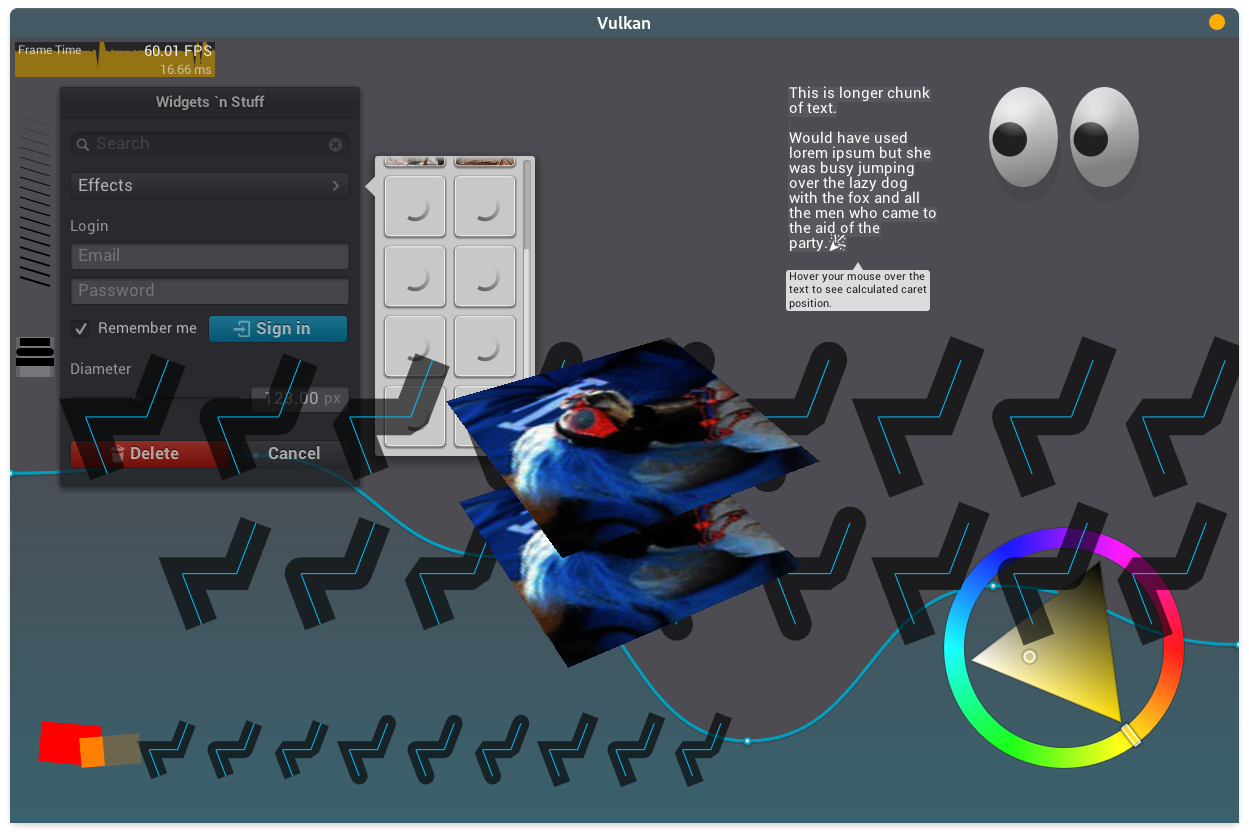 Vulkan
Frame Time
60.01 FPS
16.66 ms
Widgets `n Stuff
Search
Effects
Login
Email
Password
Remember me
Sign in
Diameter
123.00 px
Delete
Cancel
This is longer chunk
of text.
Would have used
lorem ipsum but she
was busy jumping
over the lazy dog
with the fox and all
the men who came to
the aid of the
party.🎉
Hover your mouse over the
text to see calculated caret
position.